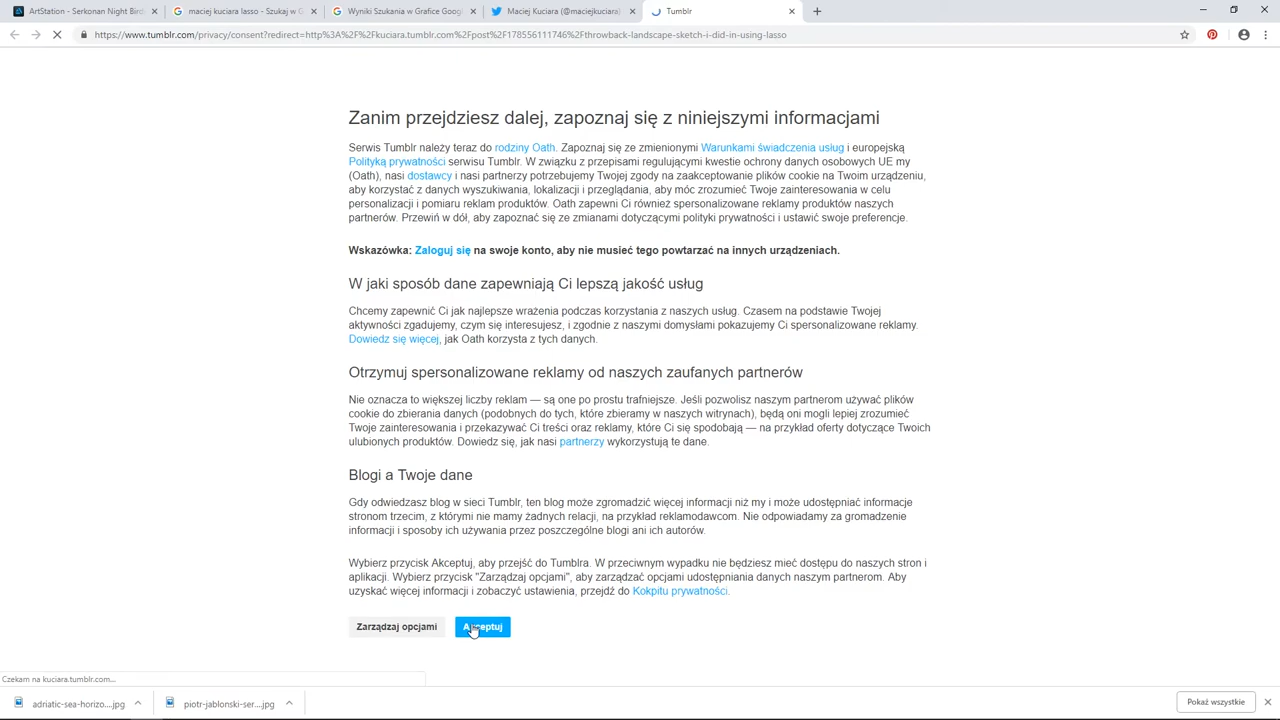 ArtStation - Serkonan Night Bird
maciej kuciara lasso - Szukaj w G
Wyniki Szukania w Grafice Goog
Maciej Kuciara (@maciejkuciara)
Tumblr
https://www.tumblr.com/privacy/consent?redirect=http%3A%2F%2Fkuciara.tumblr.com%2Fpost%2F178556111746%2Fthrowback-landscape-sketch-i-did-in-using-lasso
Zanim przejdziesz dalej, zapoznaj się z niniejszymi informacjami
Serwis Tumblr należy teraz do rodziny Oath. Zapoznaj się ze zmienionymi Warunkami świadczenia usług i europejską
Polityką prywatności serwisu Tumblr. W związku z przepisami regulującymi kwestie ochrony danych osobowych UE my
(Oath), nasi dostawcy i nasi partnerzy potrzebujemy Twojej zgody na zaakceptowanie plików cookie na Twoim urządzeniu,
aby korzystać z danych wyszukiwania, lokalizacji i przeglądania, aby móc zrozumieć Twoje zainteresowania w celu
personalizacji i pomiaru reklam produktów. Oath zapewni Ci również spersonalizowane reklamy produktów naszych
partnerów. Przewiń w dół, aby zapoznać się ze zmianami dotyczącymi polityki prywatności i ustawić swoje preferencje.
Wskazówka: Zaloguj się na swoje konto, aby nie musieć tego powtarzać na innych urządzeniach.
W jaki sposób dane zapewniają Ci lepszą jakość usług
Chcemy zapewnić Ci jak najlepsze wrażenia podczas korzystania z naszych usług. Czasem na podstawie Twojej
aktywności zgadujemy, czym się interesujesz, i zgodnie z naszymi domysłami pokazujemy Ci spersonalizowane reklamy.
Dowiedz się więcej, jak Oath korzysta z tych danych.
Otrzymuj spersonalizowane reklamy od naszych zaufanych partnerów
Nie oznacza to większej liczby reklam — są one po prostu trafniejsze. Jeśli pozwolisz naszym partnerom używać plików
cookie do zbierania danych (podobnych do tych, które zbieramy w naszych witrynach), będą oni mogli lepiej zrozumieć
Twoje zainteresowania i przekazywać Ci treści oraz reklamy, które Ci się spodobają — na przykład oferty dotyczące Twoich
ulubionych produktów. Dowiedz się, jak nasi partnerzy wykorzystują te dane.
Blogi a Twoje dane
Gdy odwiedzasz blog w sieci Tumblr, ten blog może zgromadzić więcej informacji niż my i może udostępniać informacje
stronom trzecim, z którymi nie mamy żadnych relacji, na przykład reklamodawcom. Nie odpowiadamy za gromadzenie
informacji i sposoby ich używania przez poszczególne blogi ani ich autorów.
Wybierz przycisk Akceptuj, aby przejść do Tumblra. W przeciwnym wypadku nie będziesz mieć dostępu do naszych stron i
aplikacji. Wybierz przycisk "Zarządzaj opcjami", aby zarządzać opcjami udostępniania danych naszym partnerom. Aby
uzyskać więcej informacji i zobaczyć ustawienia, przejdź do Kokpitu prywatności.
Zarządzaj opcjami
Akceptuj
Czekam na kuciara.tumblr.com...
adriatic-sea-horizo....jpg
piotr-jablonski-ser....jpg
Pokaż wszystkie